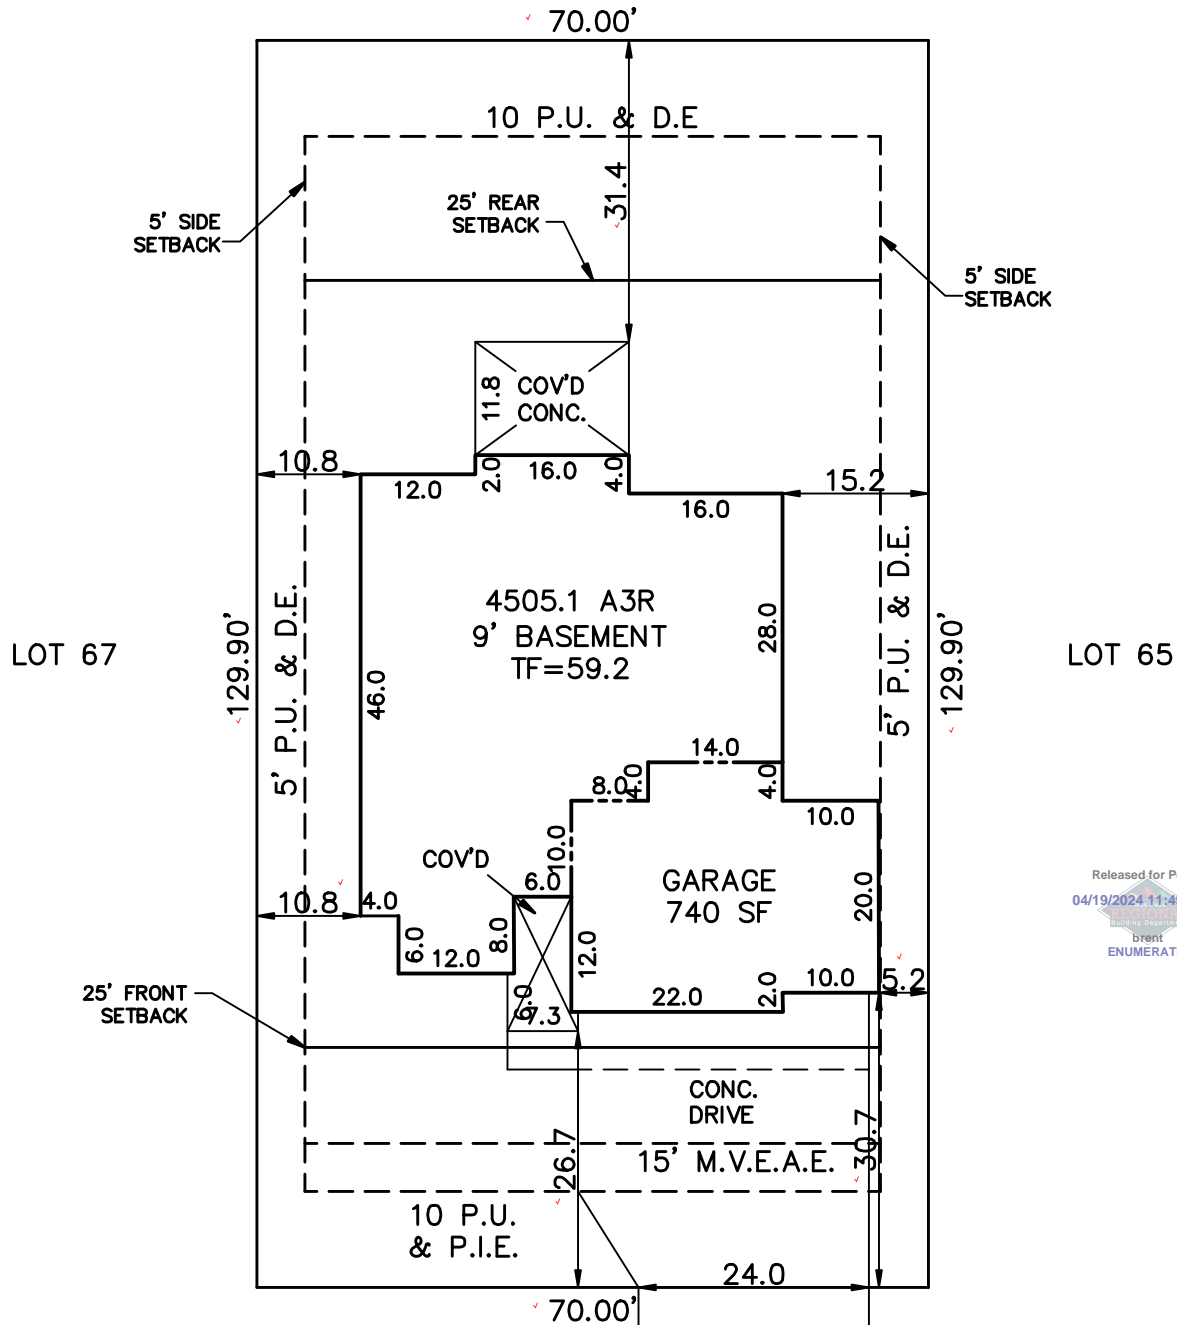 70.00'
10 P.U. & D.E
31.4
5' SIDE
SETBACK
25' REAR
SETBACK
5' SIDE
SETBACK
11.8
COV'D
CONC.
10.8
12.0
2.0
16.0
4.0
16.0
15.2
4505.1 A3R
9' BASEMENT
TF=59.2
28.0
5' P.U. & D.E.
129.90'
LOT 65
LOT 67
129.90'
5' P.U. & D.E.
46.0
14.0
8.0
4.0
4.0
10.0
10.0
COV'D
6.0
GARAGE
740 SF
20.0
10.8
4.0
6.0
12.0
8.0
12.0
6.0
7.3
22.0
2.0
10.0
5.2
Released for Pe
04/19/2024 11:4
REGIONAL
Building Department
brent
ENUMERAT
25' FRONT
SETBACK
CONC.
DRIVE
26.7
15' M.V.E.A.E.
30.7
10 P.U.
& P.I.E.
24.0
70.00'